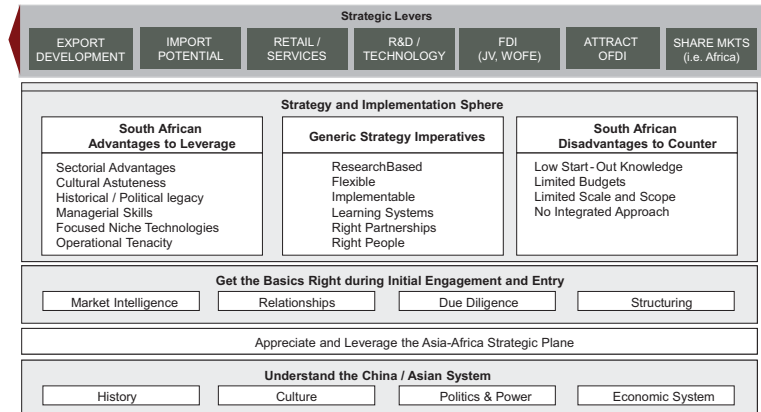 Strategic Levers
EXPORT
DEVELOPMENT
IMPORT
POTENTIAL
RETAIL /
SERVICES
R&D /
TECHNOLOGY
FDI
(JV, WOFE)
ATTRACT
OFDI
SHARE MKTS
(i.e. Africa)
Strategy and Implementation Sphere
South African
Advantages to Leverage
Sectorial Advantages
Cultural Astuteness
Historical / Political legacy
Managerial Skills
Focused Niche Technologies
Operational Tenacity
Generic Strategy Imperatives
ResearchBased
Flexible
Implementable
Learning Systems
Right Partnerships
Right People
South African
Disadvantages to Counter
Low Start-Out Knowledge
Limited Budgets
Limited Scale and Scope
No Integrated Approach
Get the Basics Right during Initial Engagement and Entry
Market Intelligence
Relationships
Due Diligence
Structuring
Appreciate and Leverage the Asia-Africa Strategic Plane
Understand the China / Asian System
History
Culture
Politics & Power
Economic System